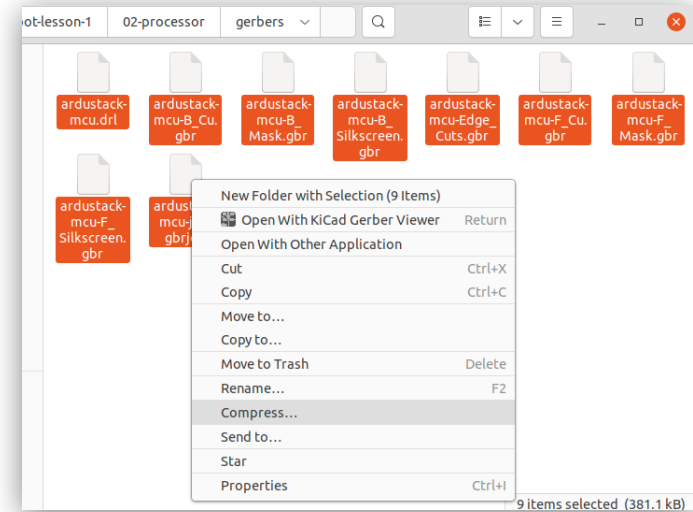 ot-lesson-1 02-processor gerbers
ardustack-
mcu.drl
ardustack-
mcu-B_Cu.
gbr
ardustack-
mcu-B_
Mask.gbr
ardustack-
mcu-B_
Silkscreen.
gbr
ardustack-
mcu-Edge_
Cuts.gbr
ardustack-
mcu-F_Cu.
gbr
ardustack-
mcu-F_
Mask.gbr
ardustack-
mcu-F_
Silkscreen.
gbr
ardust
mcu-j
gbrj
New Folder with Selection (9 Items)
Open With KiCad Gerber Viewer Return
Open With Other Application
Cut Ctrl+X
Copy Ctrl+C
Move to…
Copy to…
Move to Trash Delete
Rename… F2
Compress…
Send to…
Star
Properties Ctrl+I
9 items selected (381.1 kB)